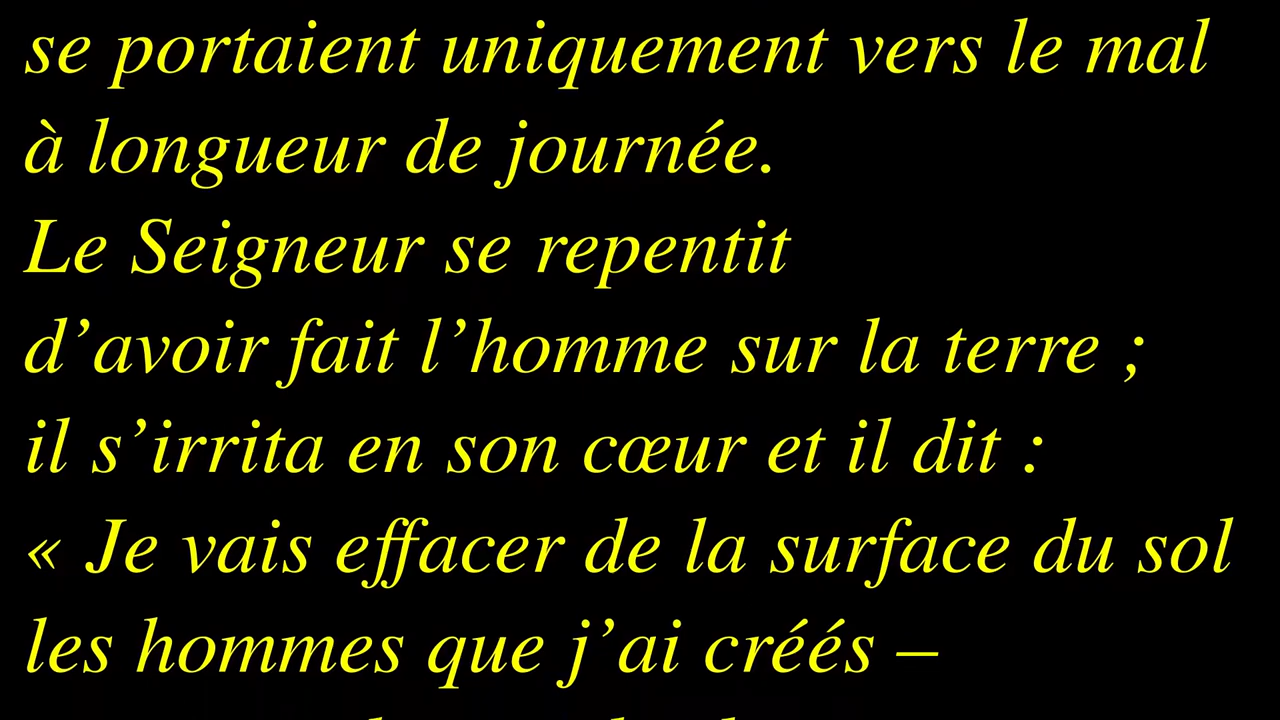 se portaient uniquement vers le mal
à longueur de journée.
Le Seigneur se repentit
d’avoir fait l’homme sur la terre ;
il s’irrita en son cœur et il dit :
« Je vais effacer de la surface du sol
les hommes que j’ai créés –